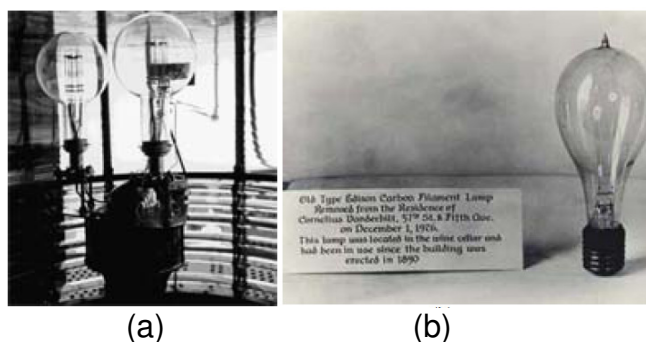 Old Type Edison Carbon Filament Lamp
Removed from the Residence of
Cornelius Vanderbilt, 57TH St. & Fifth Ave.
on December 1, 1926.
This lamp was located in the wine cellar and
had been in use since the building was
erected in 1890
(a)
(b)